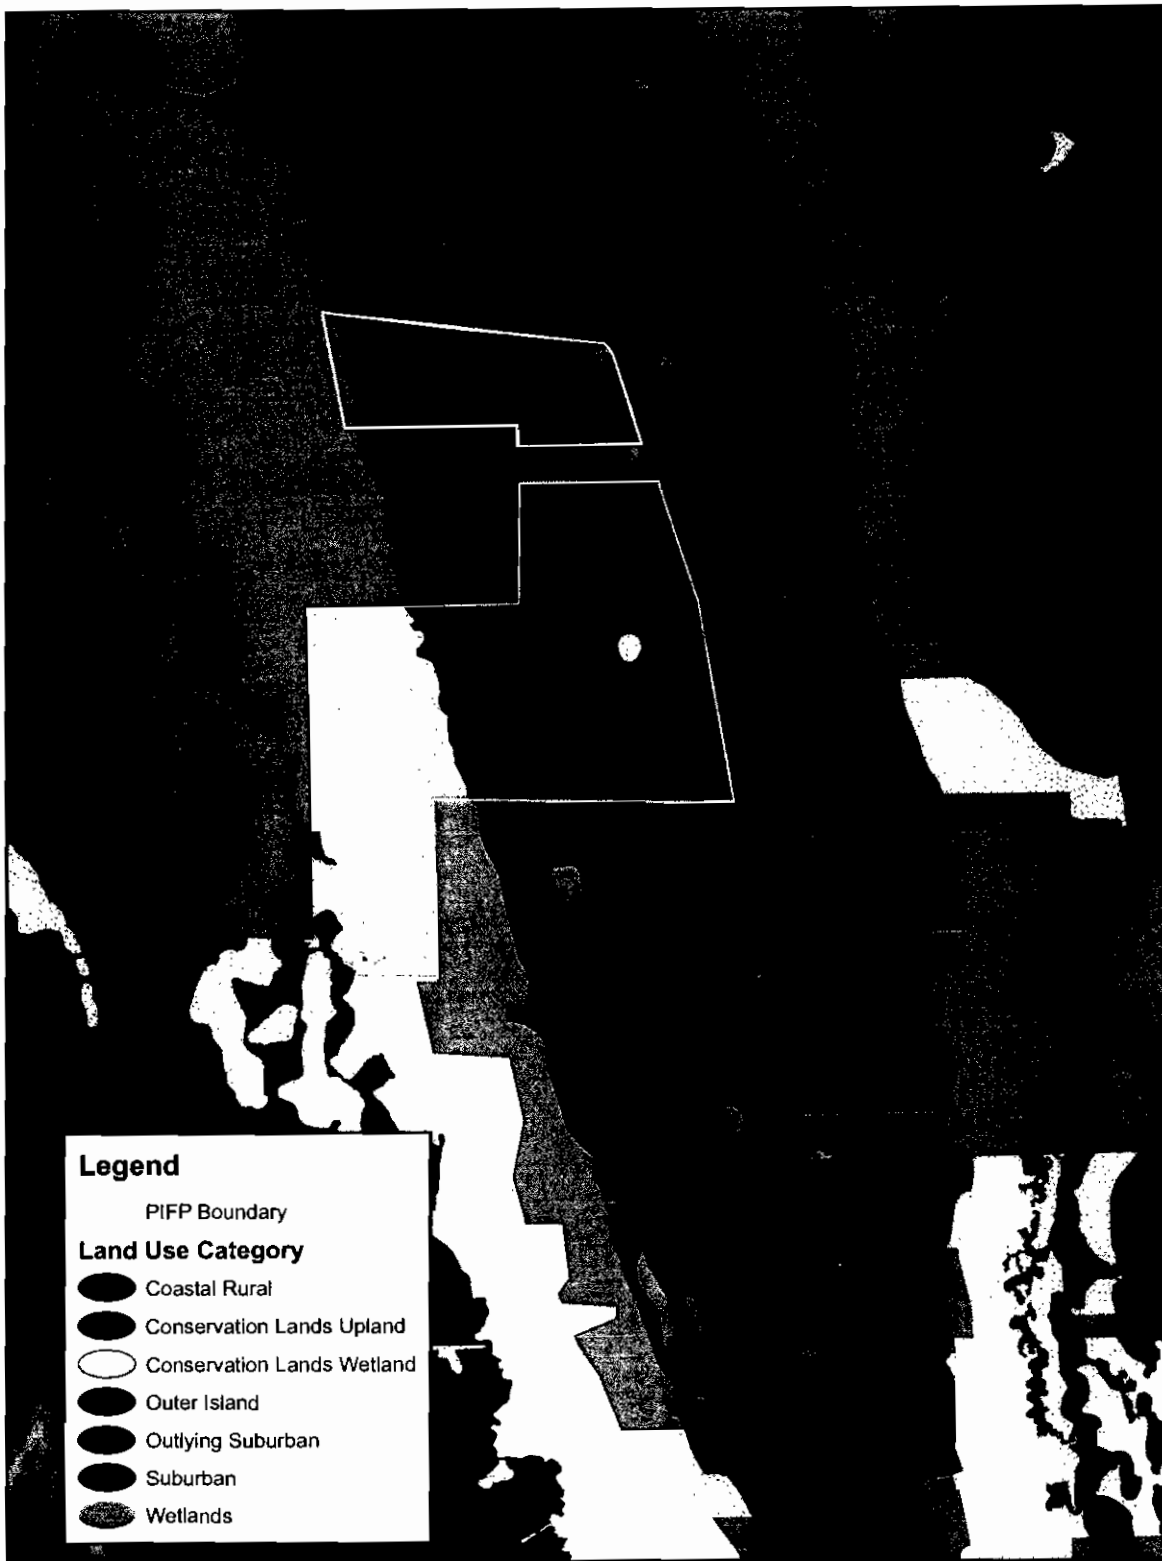 Legend
PIFP Boundary
Land Use Category
Coastal Rural
Conservation Lands Upland
Conservation Lands Wetland
Outer Island
Outlying Suburban
Suburban
Wetlands